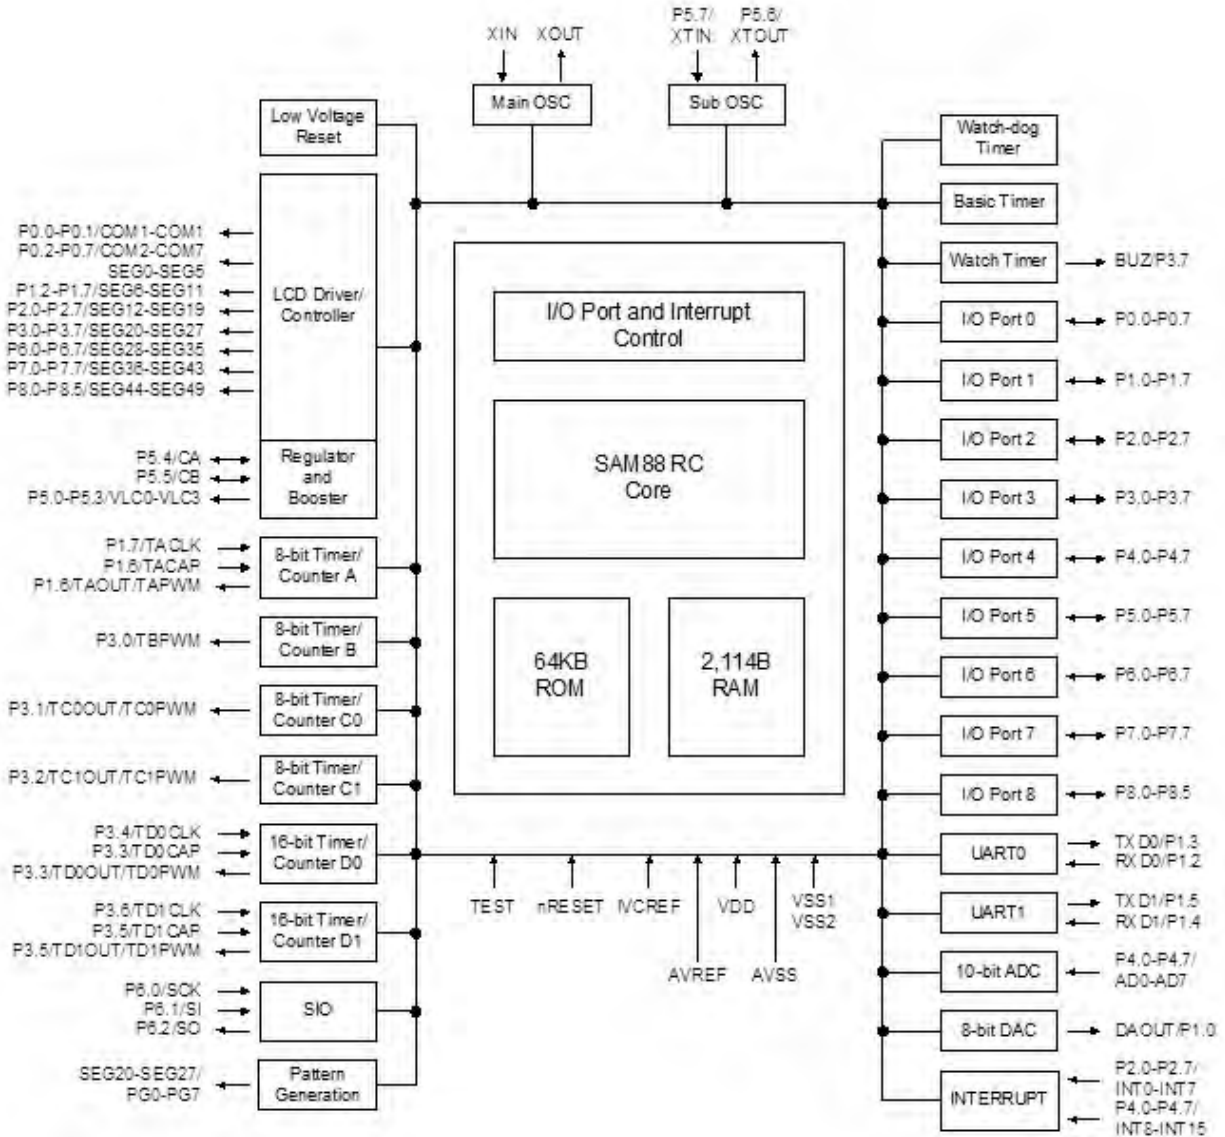 XIN XOUT
P5.7/
XTIN
P5.6/
XTOUT
Main OSC
Sub OSC
Low Voltage
Reset
P0.0-P0.1/COM1-COM1
P0.2-P0.7/COM2-COM7
SEG0-SEG5
P1.2-P1.7/SEG6-SEG11
P2.0-P2.7/SEG12-SEG19
P3.0-P3.7/SEG20-SEG27
P6.0-P6.7/SEG28-SEG35
P7.0-P7.7/SEG36-SEG43
P8.0-P8.5/SEG44-SEG49
LCD Driver/
Controller
P5.4/CA
P5.5/CB
P5.0-P5.3/VLC0-VLC3
Regulator
and
Booster
P1.7/TACLK
P1.6/TACAP
P1.6/TAOUT/TAPWM
8-bit Timer/
Counter A
P3.0/TBPWM
8-bit Timer/
Counter B
P3.1/TC0OUT/TC0PWM
8-bit Timer/
Counter C0
P3.2/TC1OUT/TC1PWM
8-bit Timer/
Counter C1
P3.4/TD0CLK
P3.3/TD0CAP
P3.3/TD0OUT/TD0PWM
16-bit Timer/
Counter D0
P3.6/TD1CLK
P3.5/TD1CAP
P3.5/TD1OUT/TD1PWM
16-bit Timer/
Counter D1
P6.0/SCK
P6.1/SI
P6.2/SO
SIO
SEG20-SEG27/
PG0-PG7
Pattern
Generation
I/O Port and Interrupt
Control
SAM88 RC
Core
64KB
ROM
2,114B
RAM
TEST
nRESET
IVCREF
AVREF
VDD
AVSS
VSS1
VSS2
Watch-dog
Timer
Basic Timer
Watch Timer
BUZ/P3.7
I/O Port 0
P0.0-P0.7
I/O Port 1
P1.0-P1.7
I/O Port 2
P2.0-P2.7
I/O Port 3
P3.0-P3.7
I/O Port 4
P4.0-P4.7
I/O Port 5
P5.0-P5.7
I/O Port 6
P6.0-P6.7
I/O Port 7
P7.0-P7.7
I/O Port 8
P8.0-P8.5
UART0
TXD0/P1.3
RXD0/P1.2
UART1
TXD1/P1.5
RXD1/P1.4
10-bit ADC
P4.0-P4.7/
AD0-AD7
8-bit DAC
DAOUT/P1.0
INTERRUPT
P2.0-P2.7/
INT0-INT7
P4.0-P4.7/
INT8-INT15